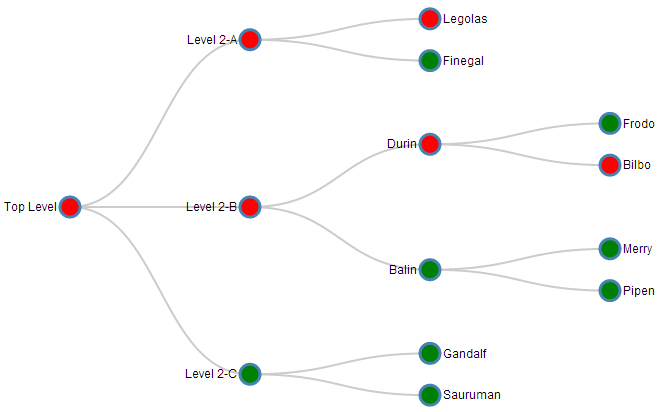 Legolas
Level 2-A
Finegal
Frodo
Durin
Bilbo
Top Level
Level 2-B
Merry
Balin
Pipen
Gandalf
Level 2-C
Sauruman